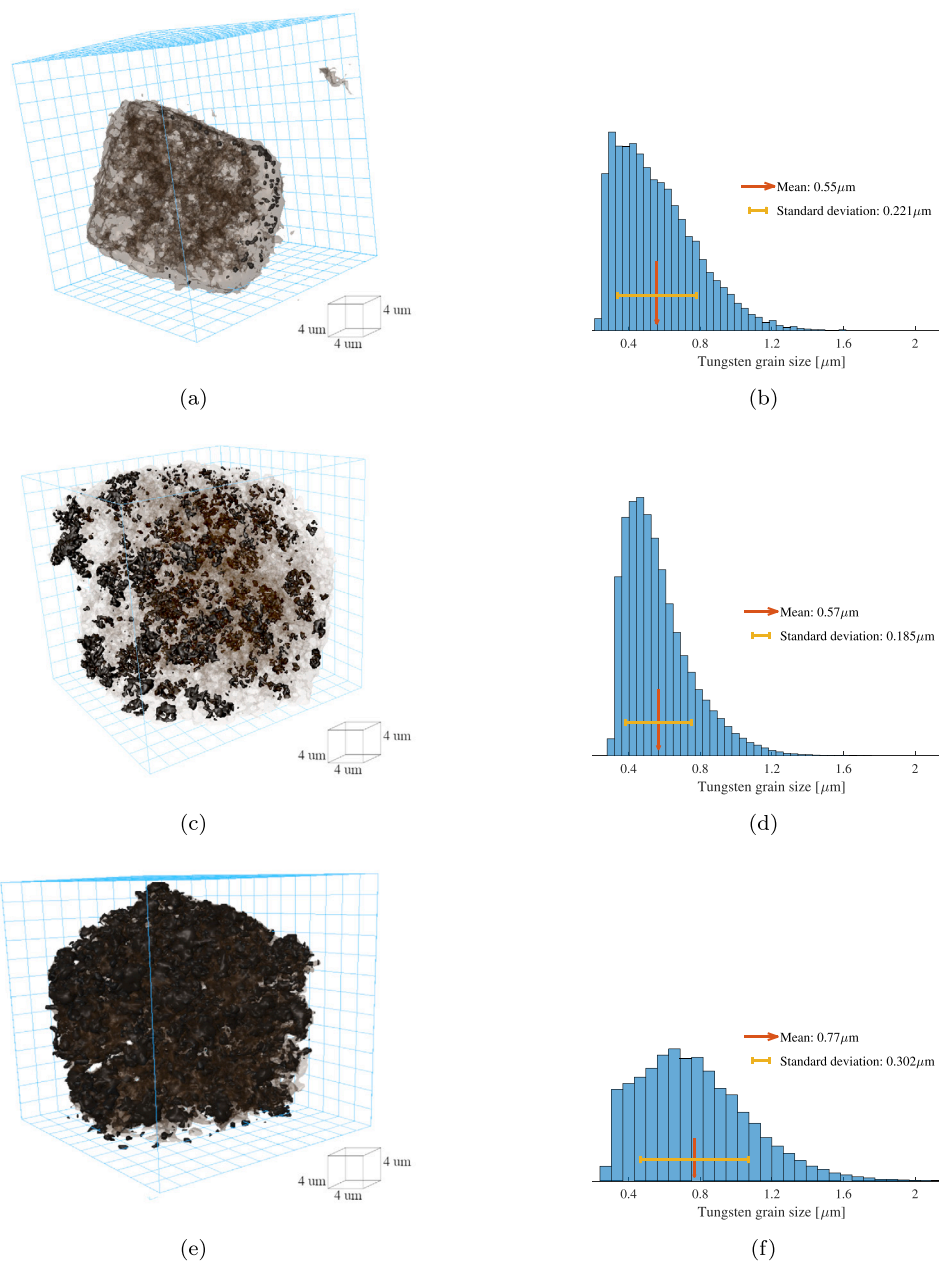 Mean: 0.55μm
Standard deviation: 0.221μm
4 um
4 um
4 um
0.4 0.8 1.2 1.6 2
Tungsten grain size [μm]
(a)
(b)
Mean: 0.57μm
Standard deviation: 0.185μm
4 um
4 um
4 um
0.4 0.8 1.2 1.6 2
Tungsten grain size [μm]
(c)
(d)
Mean: 0.77μm
Standard deviation: 0.302μm
4 um
4 um
4 um
0.4 0.8 1.2 1.6 2
Tungsten grain size [μm]
(e)
(f)